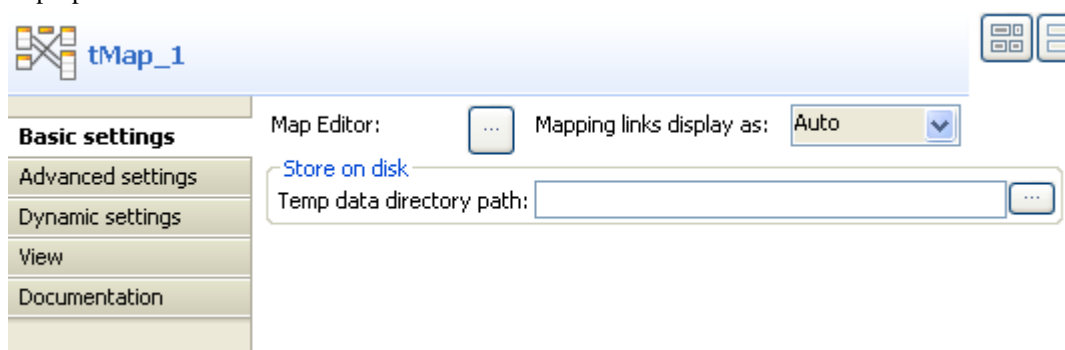 tMap_1
Basic settings
Map Editor: ... Mapping links display as: Auto
Advanced settings
Store on disk
Temp data directory path: ...
Dynamic settings
View
Documentation